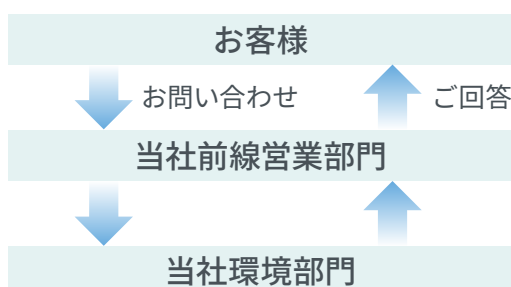 お客様
お問い合わせ
ご回答
当社前線営業部門
当社環境部門